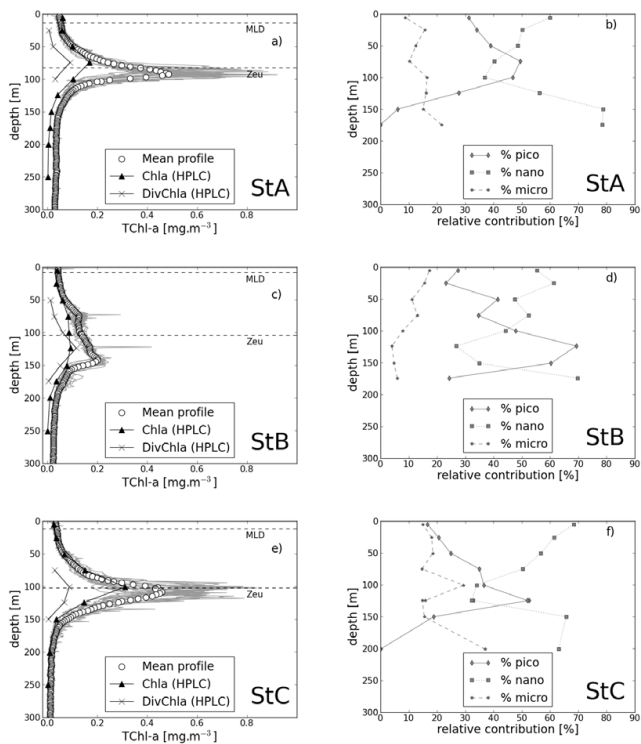 0
50
100
150
200
250
300
depth [m]
0.0 0.2 0.4 0.6 0.8
TChl-a [mg.m⁻³]
a)
MLD
Zeu
Mean profile
Chla (HPLC)
DivChla (HPLC)
StA
0
50
100
150
200
250
300
depth [m]
0 10 20 30 40 50 60 70 80 90
relative contribution [%]
b)
% pico
% nano
% micro
StA
0
50
100
150
200
250
300
depth [m]
0.0 0.2 0.4 0.6 0.8
TChl-a [mg.m⁻³]
c)
MLD
Zeu
Mean profile
Chla (HPLC)
DivChla (HPLC)
StB
0
50
100
150
200
250
300
depth [m]
0 10 20 30 40 50 60 70 80 90
relative contribution [%]
d)
% pico
% nano
% micro
StB
0
50
100
150
200
250
300
depth [m]
0.0 0.2 0.4 0.6 0.8
TChl-a [mg.m⁻³]
e)
MLD
Zeu
Mean profile
Chla (HPLC)
DivChla (HPLC)
StC
0
50
100
150
200
250
300
depth [m]
0 10 20 30 40 50 60 70 80 90
relative contribution [%]
f)
% pico
% nano
% micro
StC